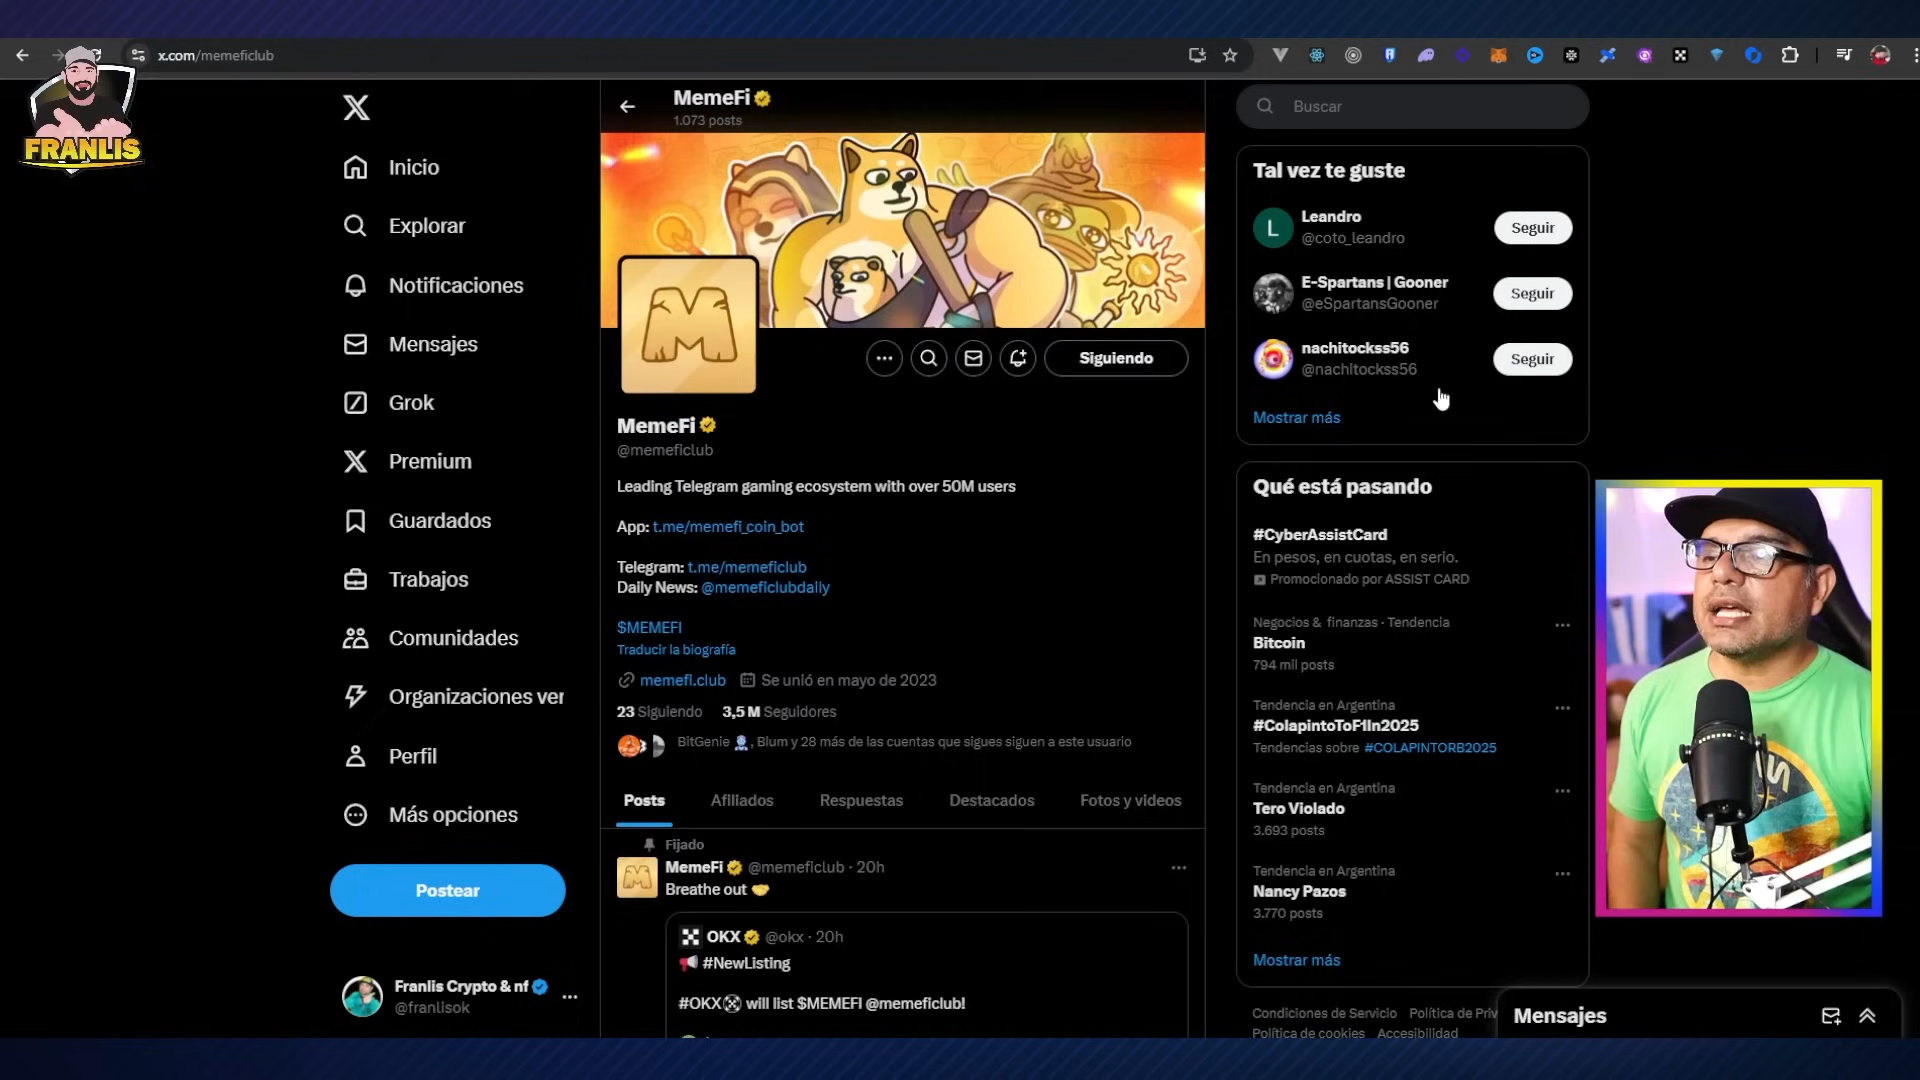 x.com/memeficlub
FRANLIS
Inicio
Explorar
Notificaciones
Mensajes
Grok
Premium
Guardados
Trabajos
Comunidades
Organizaciones ver
Perfil
Más opciones
Postear
Franlis Crypto & nf
@franlisok
MemeFi
1.073 posts
M
Siguiendo
MemeFi
@memeficlub
Leading Telegram gaming ecosystem with over 50M users
App: t.me/memefi_coin_bot
Telegram: t.me/memeficlub
Daily News: @memeficlubdaily
$MEMEFI
Traducir la biografía
memefi.club Se unió en mayo de 2023
23 Siguiendo 3,5 M Seguidores
BitGenie, Blum y 28 más de las cuentas que sigues siguen a este usuario
Posts Afiliados Respuestas Destacados Fotos y videos
Fijado
MemeFi @memeficlub · 20h
Breathe out
OKX @okx · 20h
#NewListing
#OKX will list $MEMEFI @memeficlub!
Buscar
Tal vez te guste
L
Leandro
@coto_leandro
Seguir
E-Spartans | Gooner
@eSpartansGooner
Seguir
nachitockss56
@nachitockss56
Seguir
Mostrar más
Qué está pasando
#CyberAssistCard
En pesos, en cuotas, en serio.
Promocionado por ASSIST CARD
Negocios & finanzas · Tendencia
Bitcoin
794 mil posts
Tendencia en Argentina
#ColapintoToF1In2025
Tendencias sobre #COLAPINTORB2025
Tendencia en Argentina
Tero Violado
3.693 posts
Tendencia en Argentina
Nancy Pazos
3.770 posts
Mostrar más
Condiciones de Servicio Política de Priv
Política de cookies Accesibilidad
Mensajes